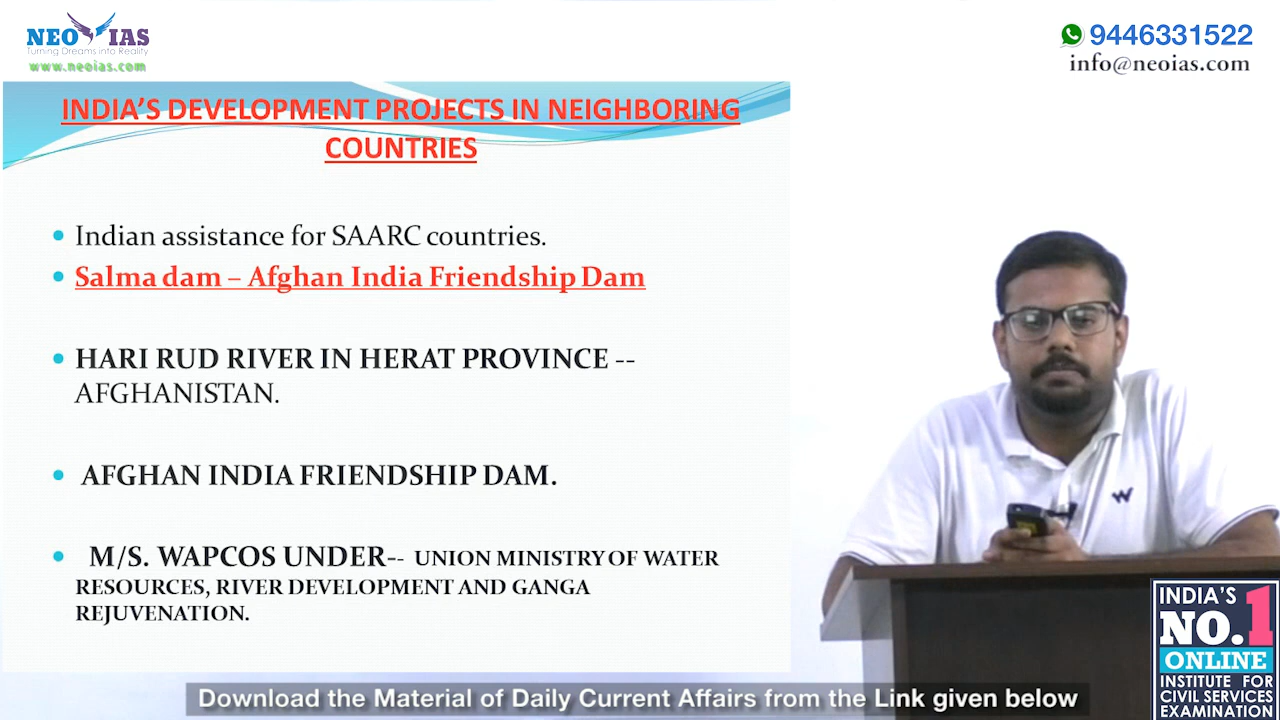 NEO IAS
Turning Dreams into Reality
www.neoias.com
9446331522
info@neoias.com
INDIA'S DEVELOPMENT PROJECTS IN NEIGHBORING
COUNTRIES
Indian assistance for SAARC countries.
Salma dam – Afghan India Friendship Dam
HARI RUD RIVER IN HERAT PROVINCE --
AFGHANISTAN.
AFGHAN INDIA FRIENDSHIP DAM.
M/S. WAPCOS UNDER-- UNION MINISTRY OF WATER
RESOURCES, RIVER DEVELOPMENT AND GANGA
REJUVENATION.
INDIA'S
NO.1
ONLINE
INSTITUTE FOR
CIVIL SERVICES
EXAMINATION
Download the Material of Daily Current Affairs from the Link given below